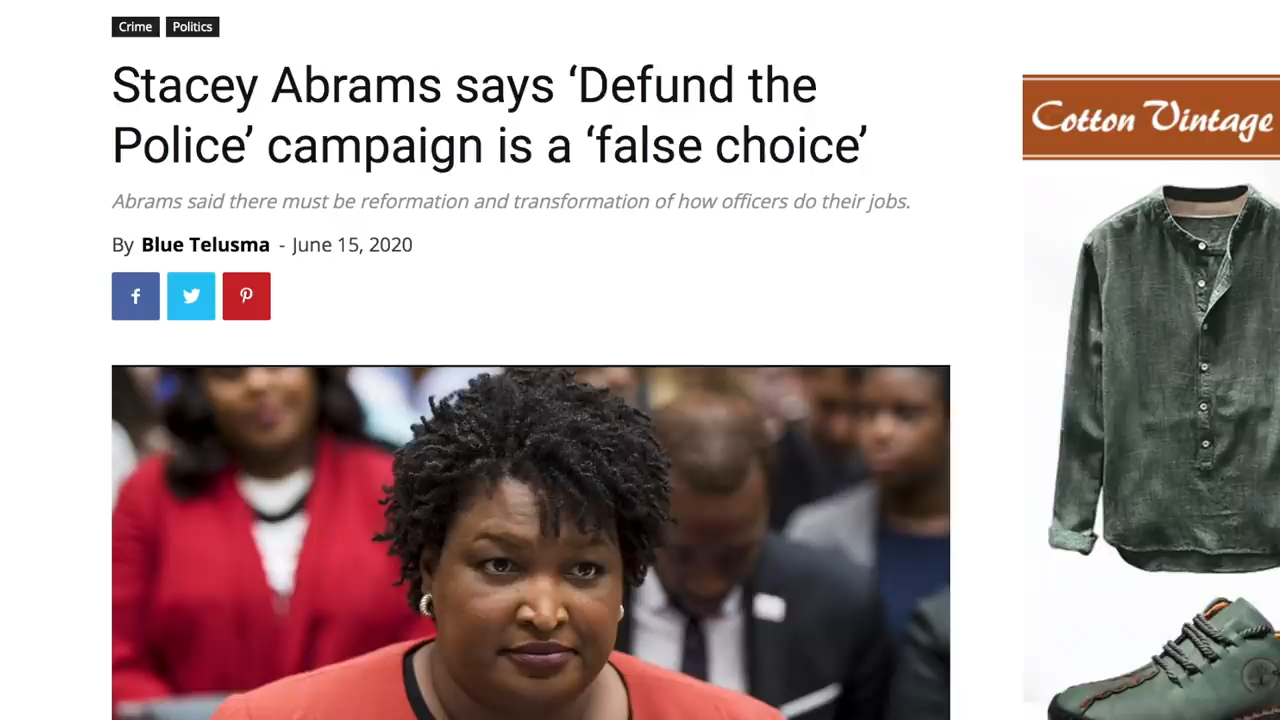 Crime Politics
Stacey Abrams says ‘Defund the
Police’ campaign is a ‘false choice’
Abrams said there must be reformation and transformation of how officers do their jobs.
By Blue Telusma - June 15, 2020
Cotton Vintage